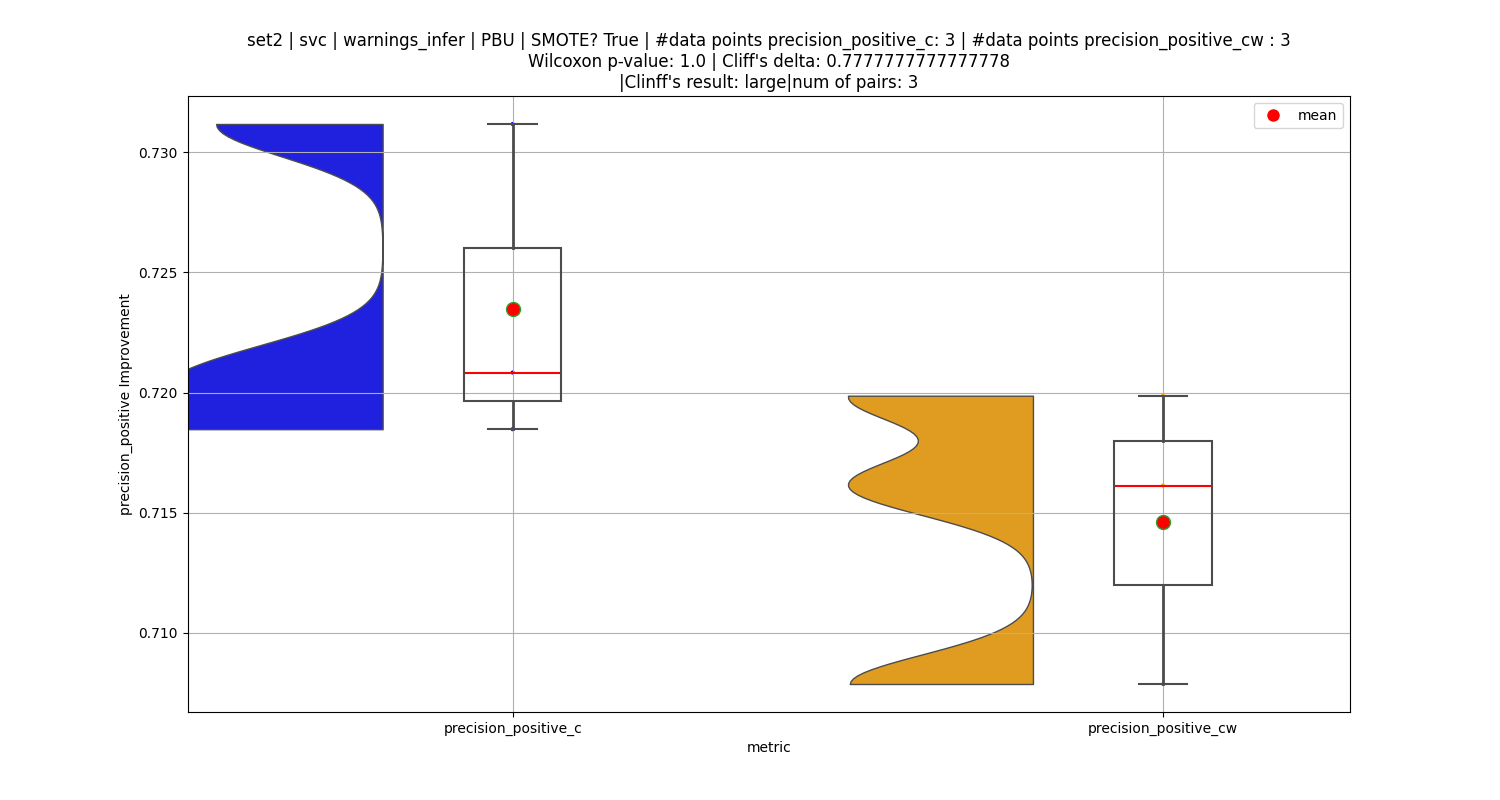 set2 | svc | warnings_infer | PBU | SMOTE? True | #data points precision_positive_c: 3 | #data points precision_positive_cw : 3
Wilcoxon p-value: 1.0 | Cliff's delta: 0.7777777777777778
|Clinff's result: large|num of pairs: 3
mean
0.730
0.725
0.720
0.715
0.710
precision_positive Improvement
precision_positive_c
precision_positive_cw
metric